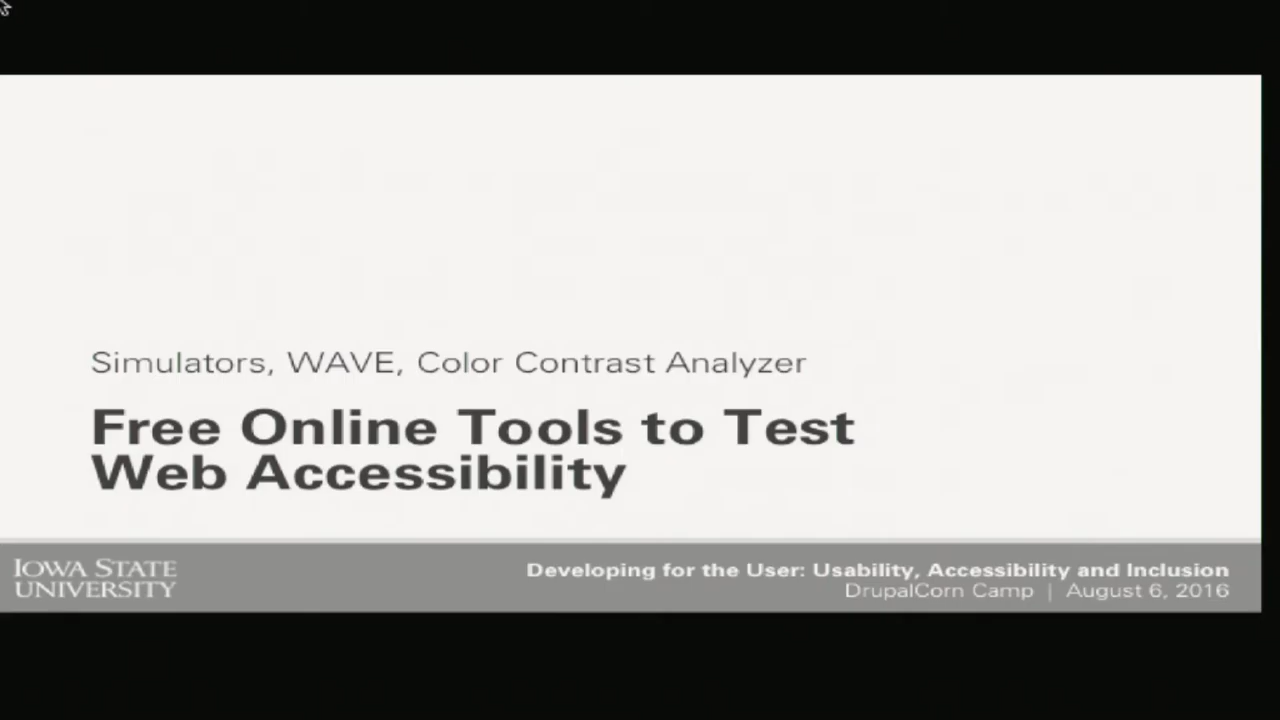 Simulators, WAVE, Color Contrast Analyzer
Free Online Tools to Test
Web Accessibility
IOWA STATE
UNIVERSITY
Developing for the User: Usability, Accessibility and Inclusion
DrupalCorn Camp | August 6, 2016